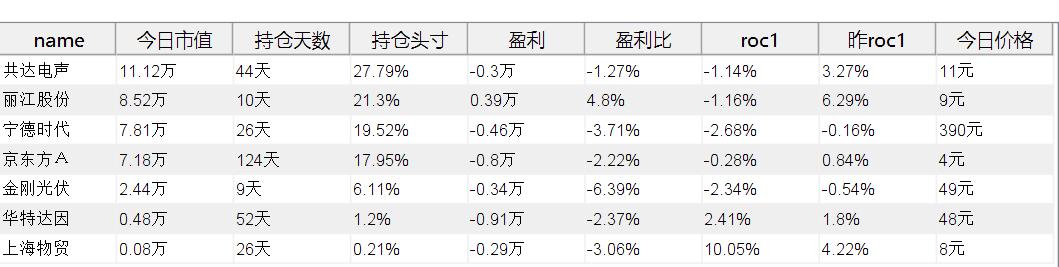 name 今日市值 持仓天数 持仓头寸 盈利 盈利比 roc1 昨roc1 今日价格
共达电声 11.12万 44天 27.79% -0.3万 -1.27% -1.14% 3.27% 11元
丽江股份 8.52万 10天 21.3% 0.39万 4.8% -1.16% 6.29% 9元
宁德时代 7.81万 26天 19.52% -0.46万 -3.71% -2.68% -0.16% 390元
京东方Ａ 7.18万 124天 17.95% -0.8万 -2.22% -0.28% 0.84% 4元
金刚光伏 2.44万 9天 6.11% -0.34万 -6.39% -2.34% -0.54% 49元
华特达因 0.48万 52天 1.2% -0.91万 -2.37% 2.41% 1.8% 48元
上海物贸 0.08万 26天 0.21% -0.29万 -3.06% 10.05% 4.22% 8元